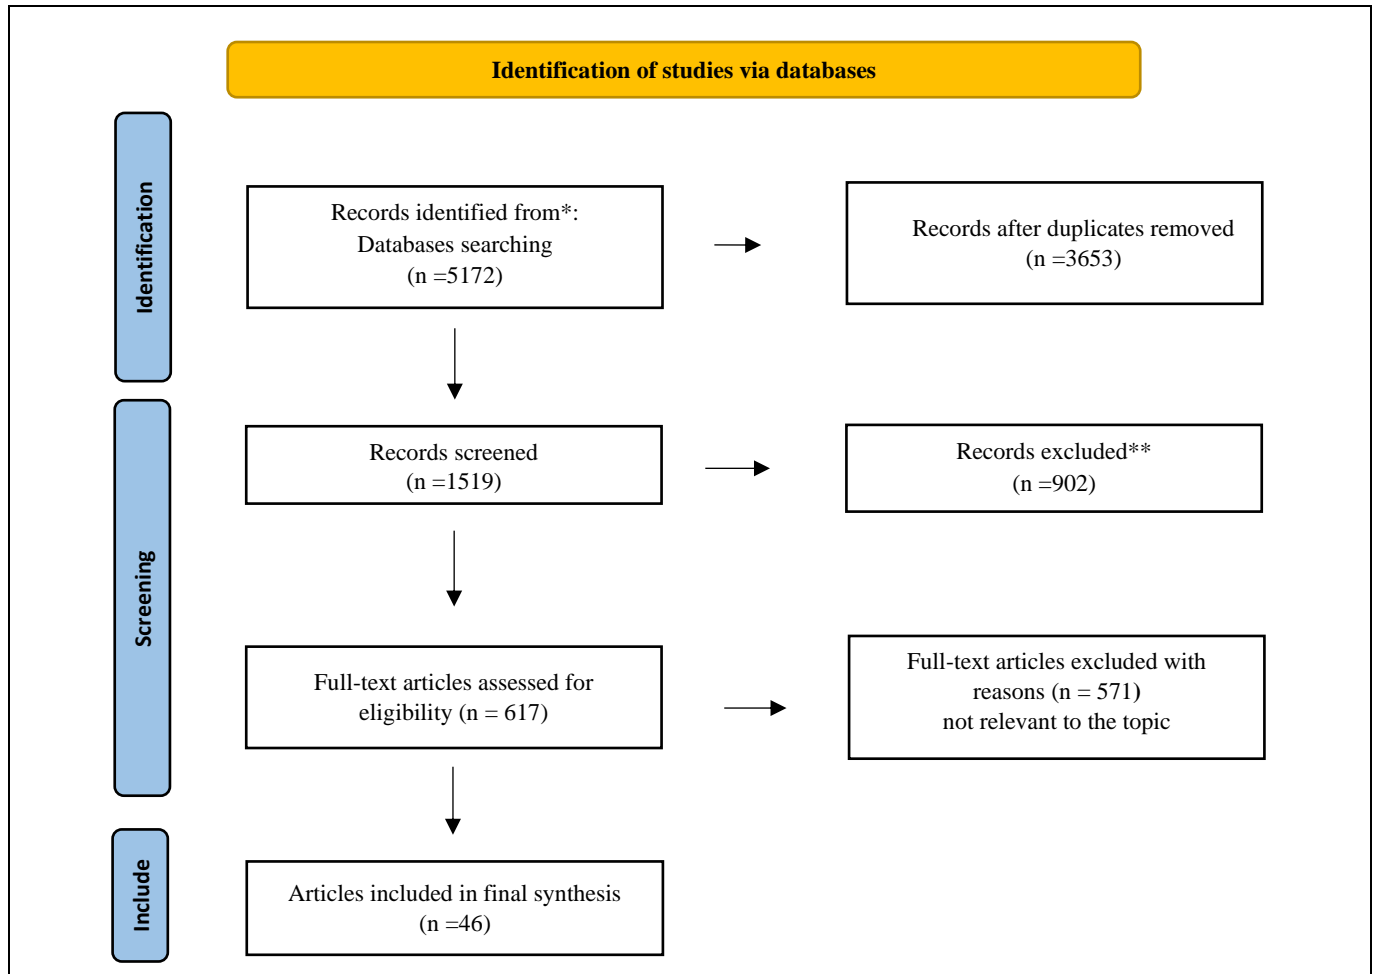 Identification of studies via databases
Identification
Records identified from*:
Databases searching
(n =5172)
Records after duplicates removed
(n =3653)
Screening
Records screened
(n =1519)
Records excluded**
(n =902)
Full-text articles assessed for
eligibility (n = 617)
Full-text articles excluded with
reasons (n = 571)
not relevant to the topic
Include
Articles included in final synthesis
(n =46)